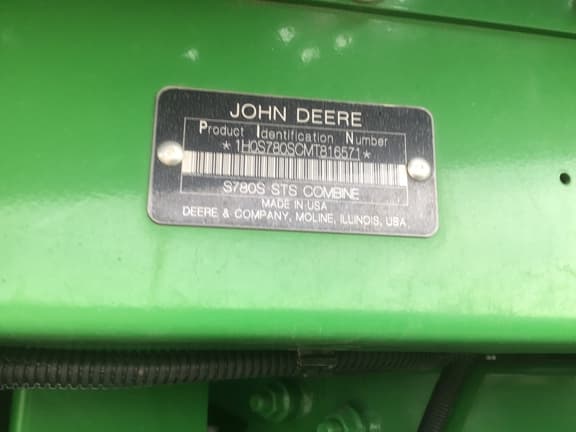 JOHN DEERE
Product Identification Number
*1H0S780SCMT816571*
S780S STS COMBINE
MADE IN USA
DEERE & COMPANY, MOLINE, ILLINOIS, USA